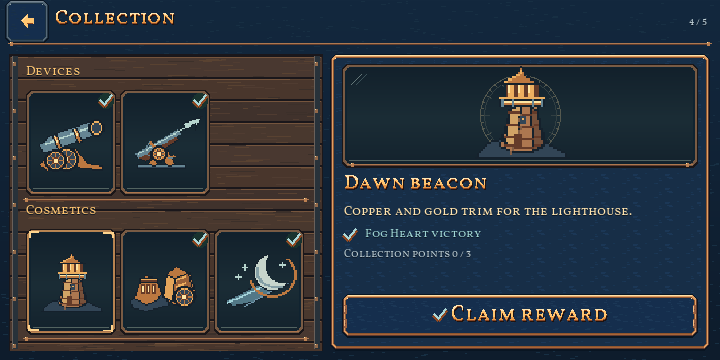 Collection
4 / 5
Devices
Cosmetics
Dawn beacon
Copper and gold trim for the lighthouse.
Fog Heart victory
Collection points 0 / 3
Claim reward